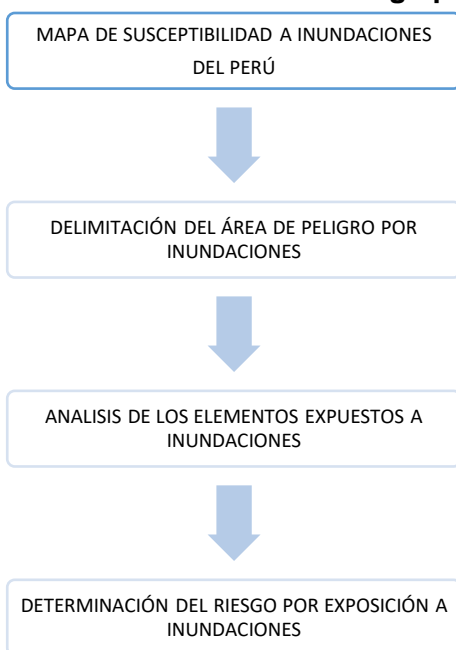 MAPA DE SUSCEPTIBILIDAD A INUNDACIONES
DEL PERÚ
DELIMITACIÓN DEL ÁREA DE PELIGRO POR
INUNDACIONES
ANALISIS DE LOS ELEMENTOS EXPUESTOS A
INUNDACIONES
DETERMINACIÓN DEL RIESGO POR EXPOSICIÓN A
INUNDACIONES